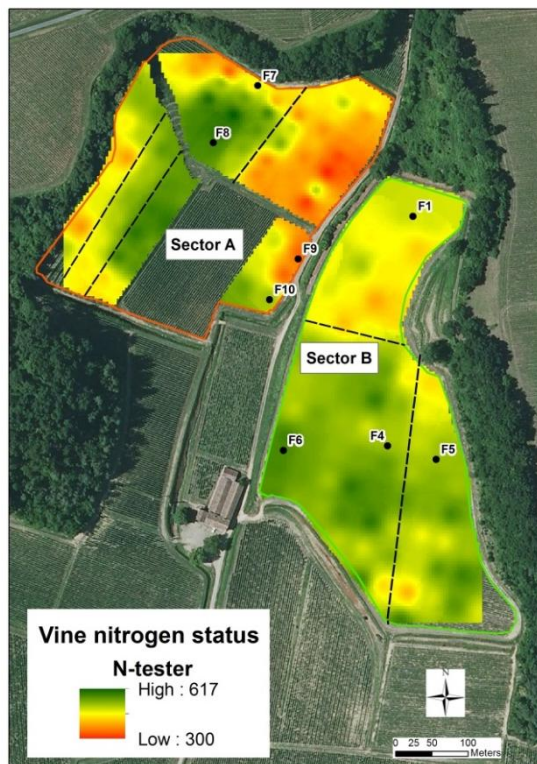 F7
F8
F1
Sector A
F9
F10
Sector B
F4
F6
F5
Vine nitrogen status
N-tester
High : 617
Low : 300
N
0 25 50 100
Meters